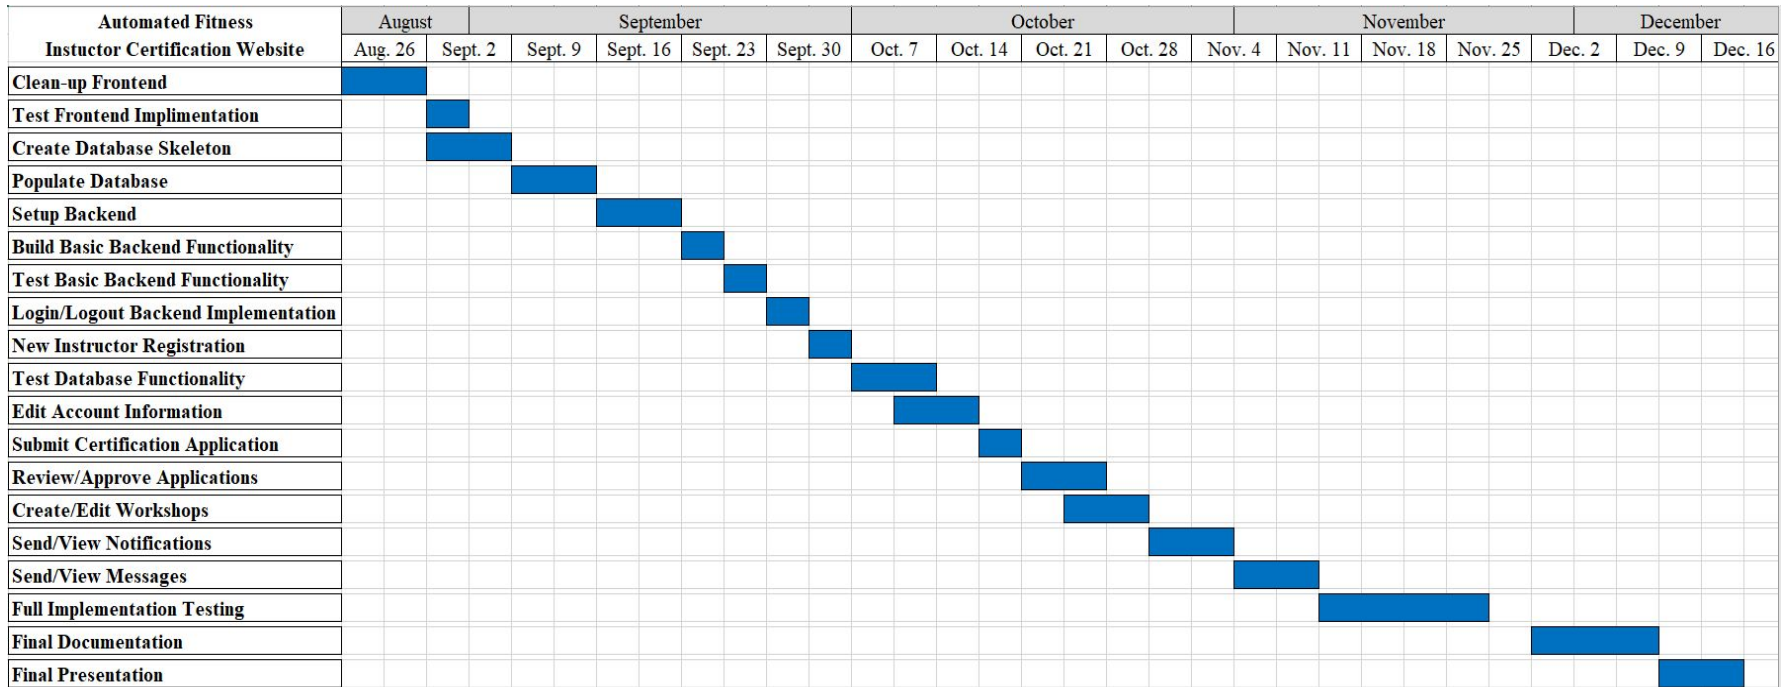 Automated Fitness
Instuctor Certification Website
August September October November December
Aug. 26 Sept. 2 Sept. 9 Sept. 16 Sept. 23 Sept. 30 Oct. 7 Oct. 14 Oct. 21 Oct. 28 Nov. 4 Nov. 11 Nov. 18 Nov. 25 Dec. 2 Dec. 9 Dec. 16
Clean-up Frontend
Test Frontend Implimentation
Create Database Skeleton
Populate Database
Setup Backend
Build Basic Backend Functionality
Test Basic Backend Functionality
Login/Logout Backend Implementation
New Instructor Registration
Test Database Functionality
Edit Account Information
Submit Certification Application
Review/Approve Applications
Create/Edit Workshops
Send/View Notifications
Send/View Messages
Full Implementation Testing
Final Documentation
Final Presentation